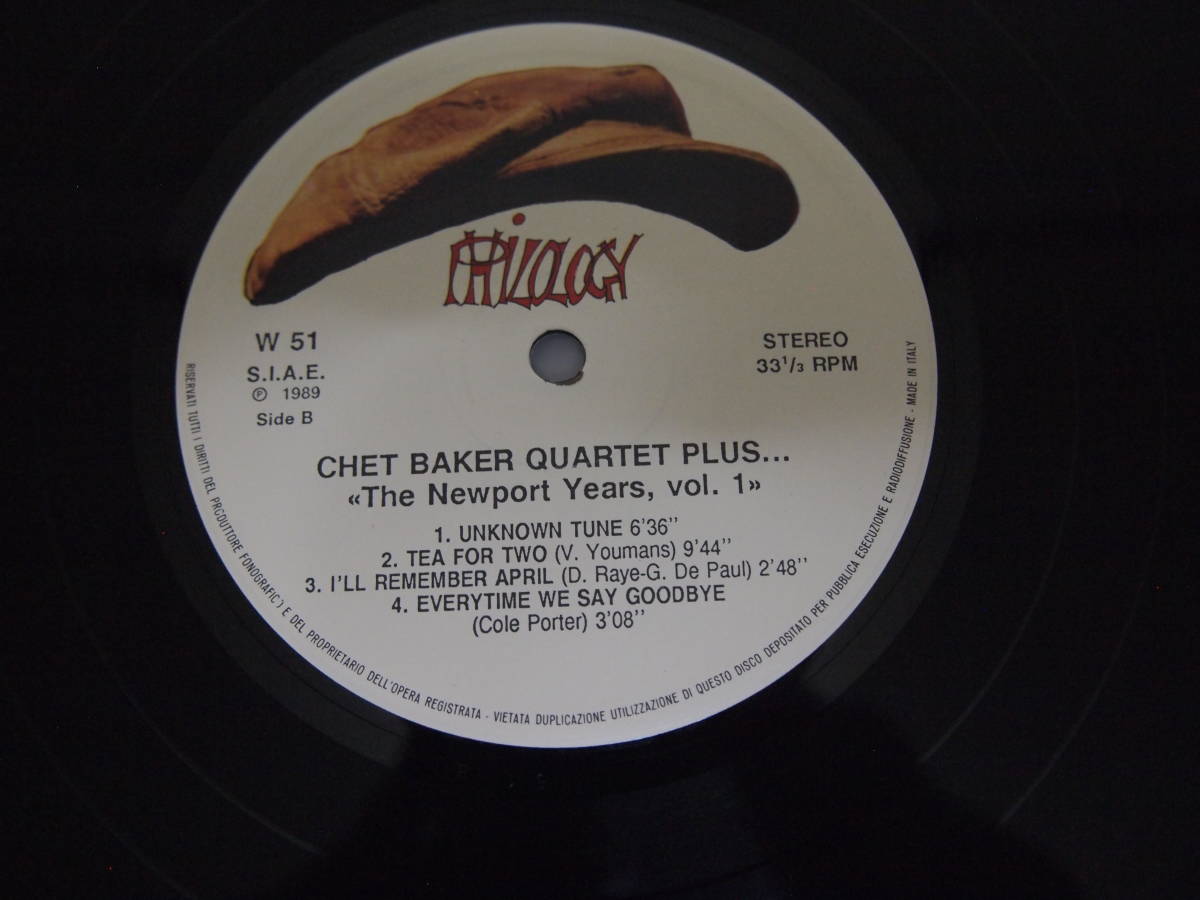 PHILOLOGY
W 51
S.I.A.E.
Ⓟ 1989
Side B
STEREO
33 1/3 RPM
CHET BAKER QUARTET PLUS...
«The Newport Years, vol. 1»
1. UNKNOWN TUNE 6'36''
2. TEA FOR TWO (V. Youmans) 9'44''
3. I'LL REMEMBER APRIL (D. Raye-G. De Paul) 2'48''
4. EVERYTIME WE SAY GOODBYE
(Cole Porter) 3'08''
RISERVATI TUTTI I DIRITTI DEL PRODUTTORE FONOGRAFICO E DEL PROPRIETARIO DELL'OPERA REGISTRATA - VIETATA DUPLICAZIONE UTILIZZAZIONE DI QUESTO DISCO DEPOSITATO PER PUBBLICA ESECUZIONE E RADIODIFFUSIONE - MADE IN ITALY